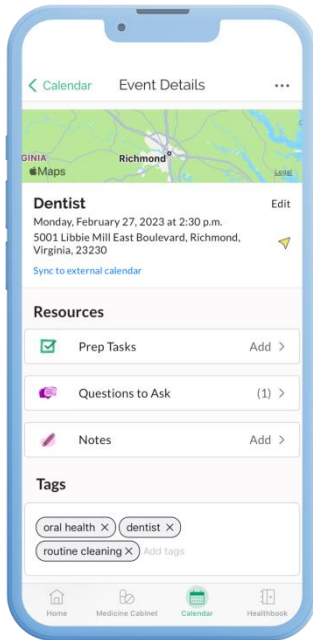 Calendar Event Details ...
GINIA
Richmond
Maps Legal
Dentist Edit
Monday, February 27, 2023 at 2:30 p.m.
5001 Libbie Mill East Boulevard, Richmond,
Virginia, 23230
Sync to external calendar
Resources
Prep Tasks Add >
Questions to Ask (1) >
Notes Add >
Tags
oral health × dentist ×
routine cleaning × Add tags
Home Medicine Cabinet Calendar Healthbook